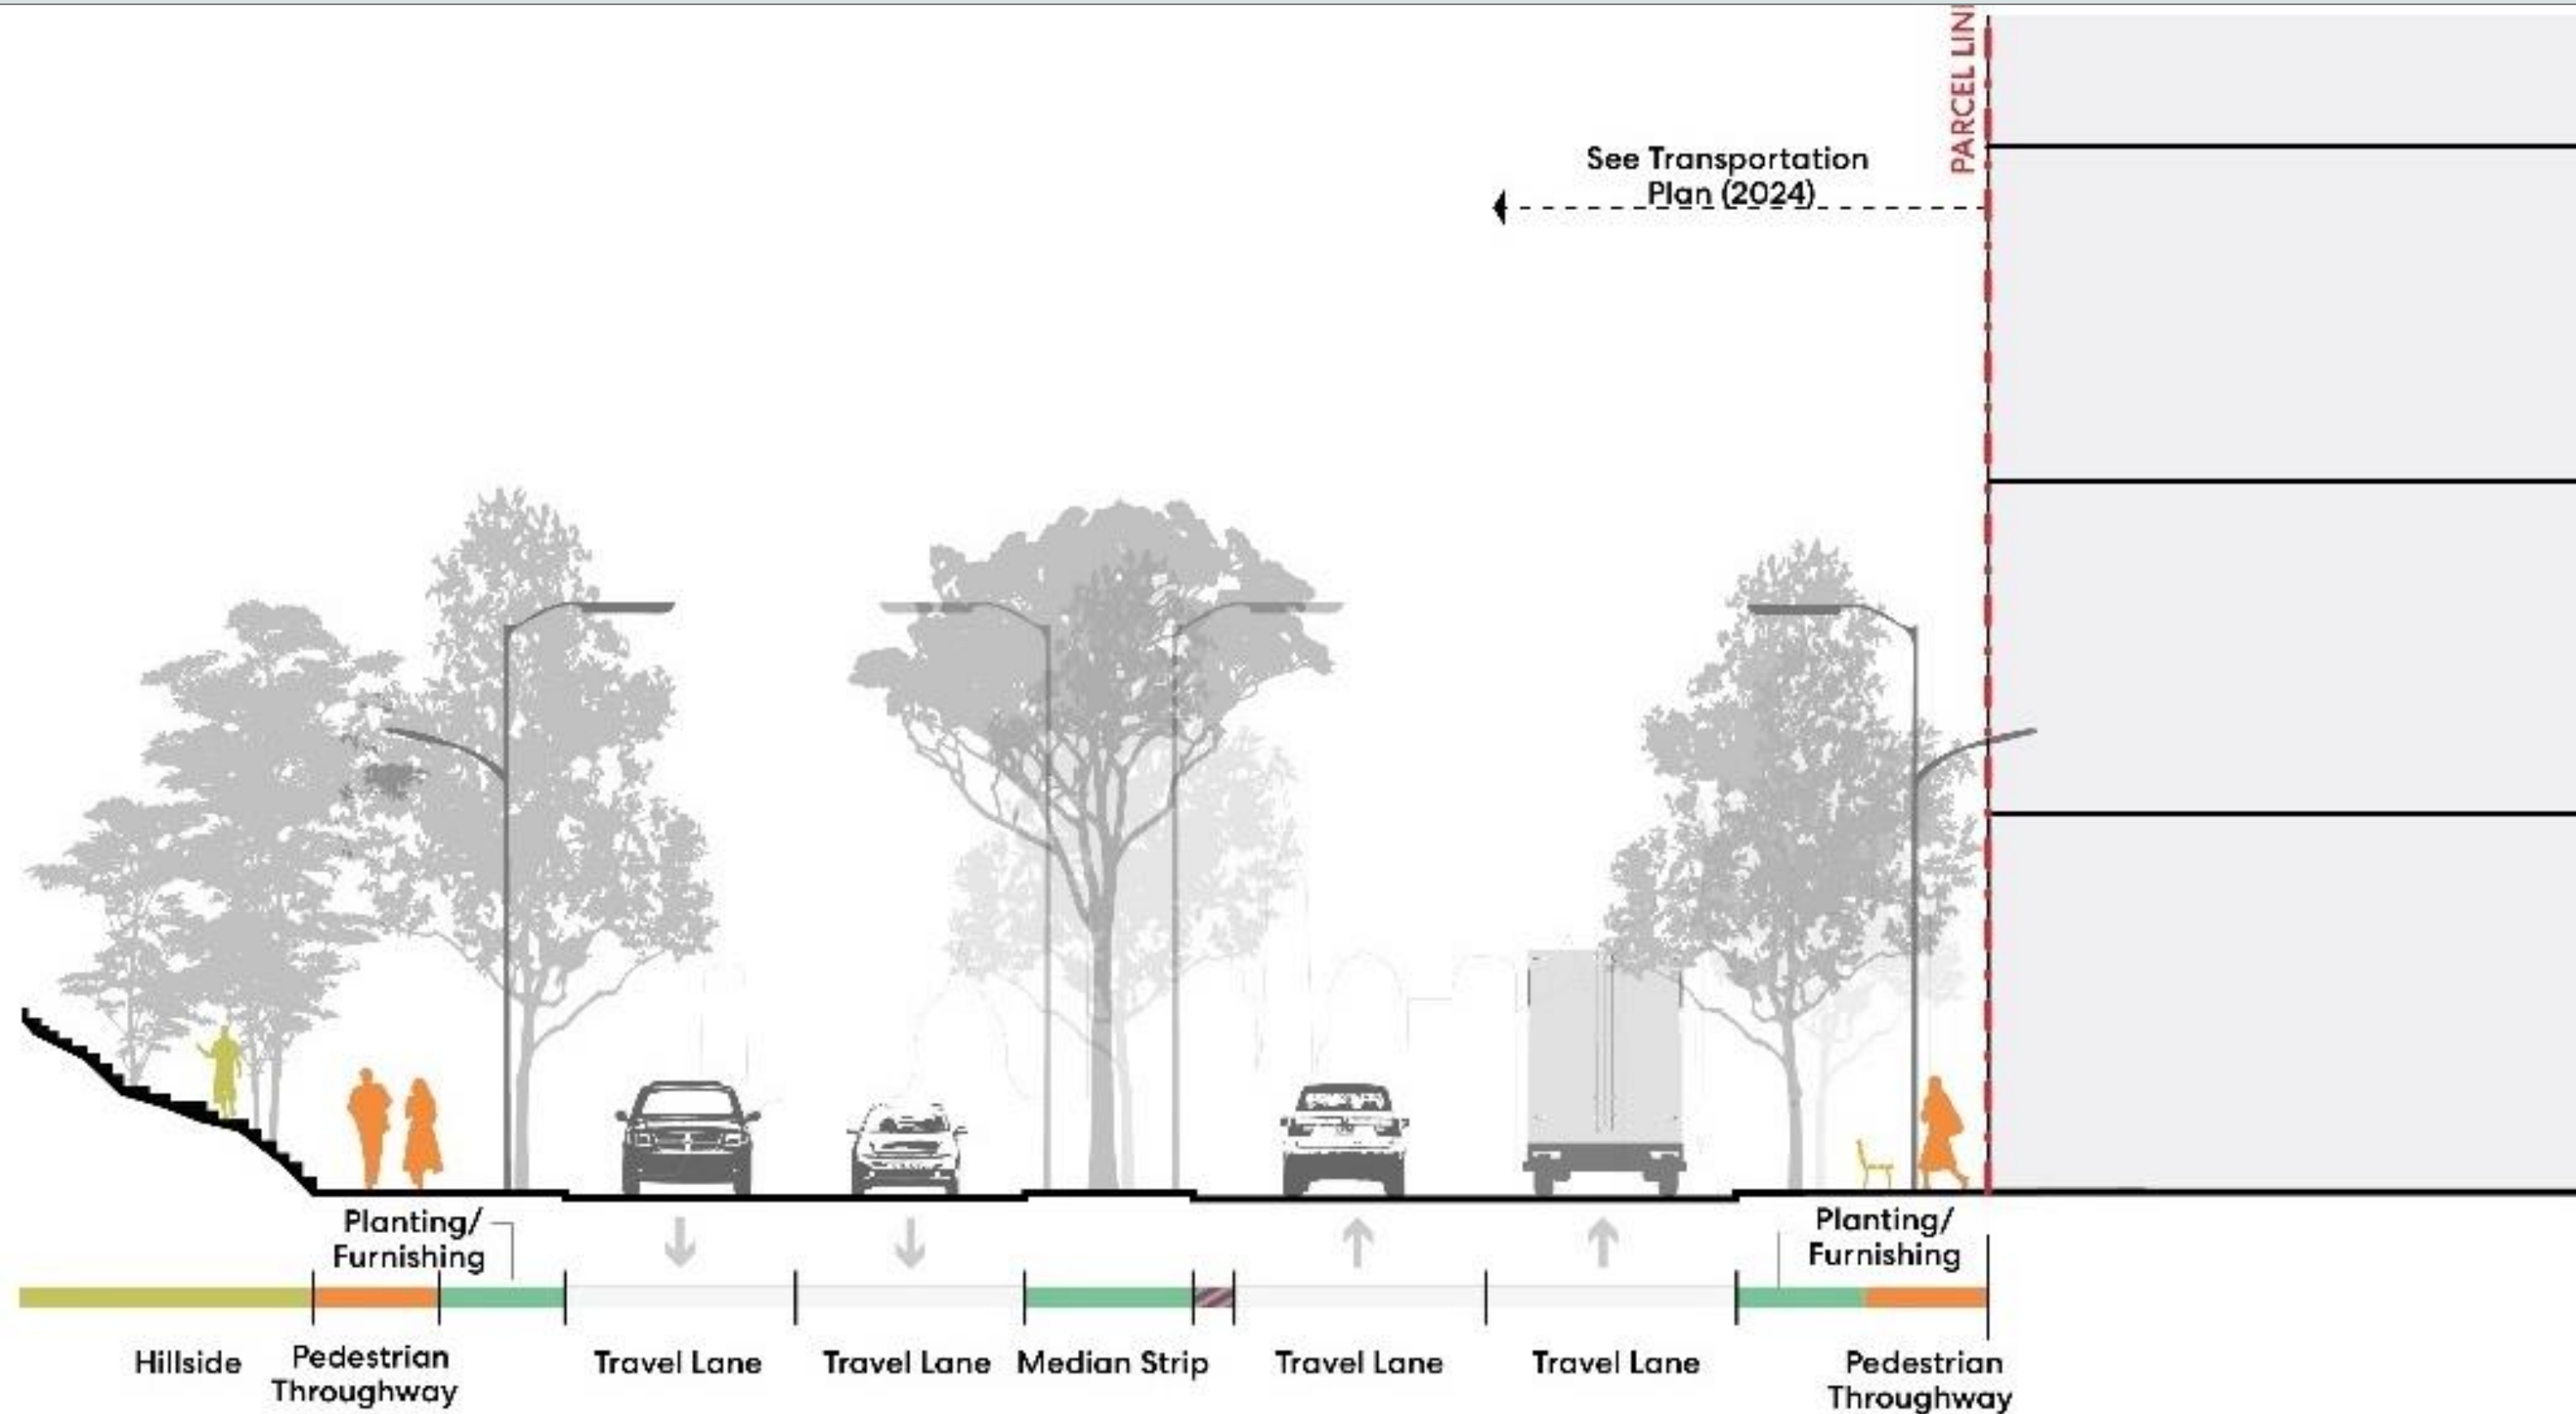 PARCEL LIN
See Transportation
Plan (2024)
Planting/
Furnishing
Planting/
Furnishing
Hillside
Pedestrian
Throughway
Travel Lane
Travel Lane
Median Strip
Travel Lane
Travel Lane
Pedestrian
Throughway